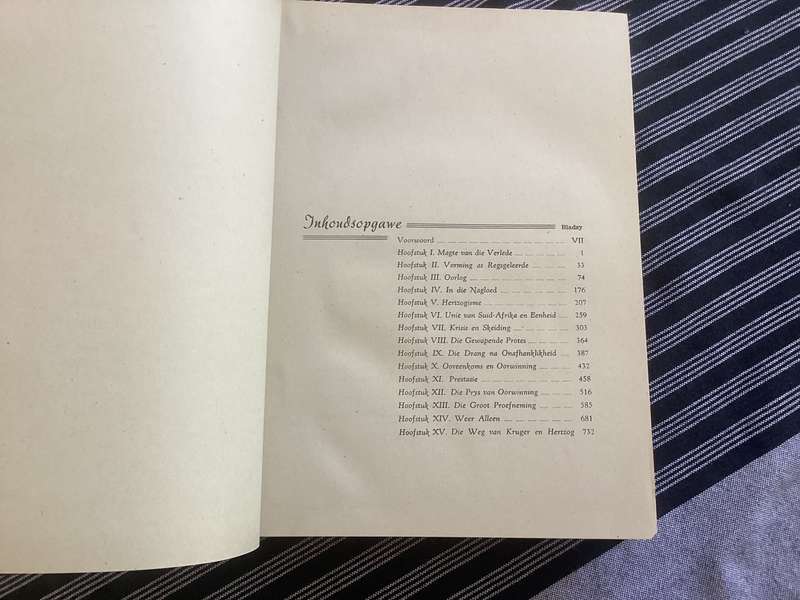 Inhoudsopgawe
Bladsy
Voorwoord VII
Hoofstuk I. Magte van die Verlede 1
Hoofstuk II. Vorming as Regsgeleerde 33
Hoofstuk III. Oorlog 74
Hoofstuk IV. In die Nagloed 176
Hoofstuk V. Hertzogisme 207
Hoofstuk VI. Unie van Suid-Afrika en Eenheid 259
Hoofstuk VII. Krisis en Skeiding 303
Hoofstuk VIII. Die Gewapende Protes 364
Hoofstuk IX. Die Drang na Onafhanklikheid 387
Hoofstuk X. Ooreenkoms en Oorwinning 432
Hoofstuk XI. Prestasie 458
Hoofstuk XII. Die Prys van Oorwinning 516
Hoofstuk XIII. Die Groot Proefneming 585
Hoofstuk XIV. Weer Alleen 681
Hoofstuk XV. Die Weg van Kruger en Hertzog 732